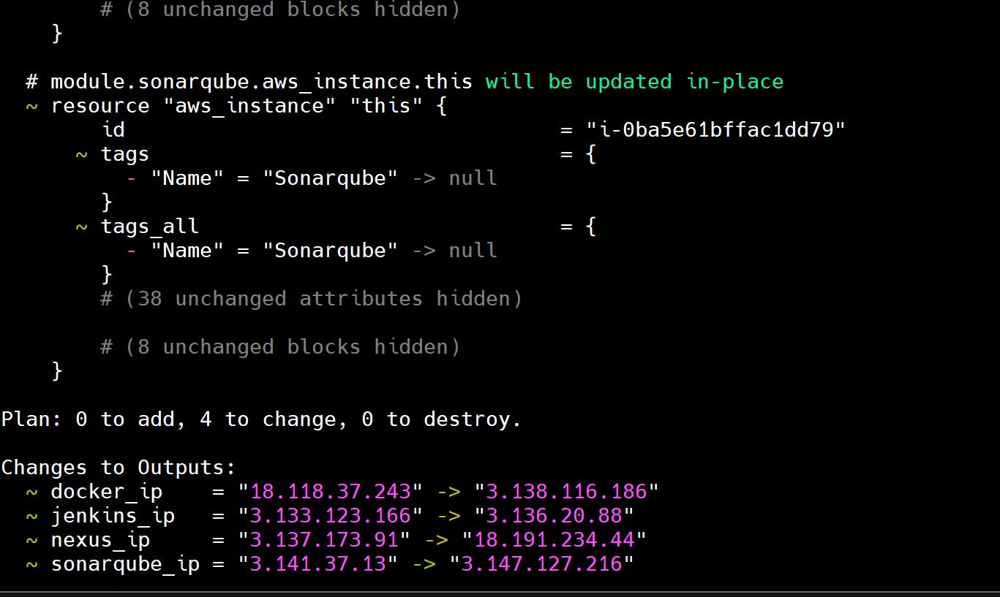 # (8 unchanged blocks hidden)
}
# module.sonarqube.aws_instance.this will be updated in-place
~ resource "aws_instance" "this" {
id = "i-0ba5e61bffac1dd79"
~ tags = {
- "Name" = "Sonarqube" -> null
}
~ tags_all = {
- "Name" = "Sonarqube" -> null
}
# (38 unchanged attributes hidden)
# (8 unchanged blocks hidden)
}
Plan: 0 to add, 4 to change, 0 to destroy.
Changes to Outputs:
~ docker_ip = "18.118.37.243" -> "3.138.116.186"
~ jenkins_ip = "3.133.123.166" -> "3.136.20.88"
~ nexus_ip = "3.137.173.91" -> "18.191.234.44"
~ sonarqube_ip = "3.141.37.13" -> "3.147.127.216"